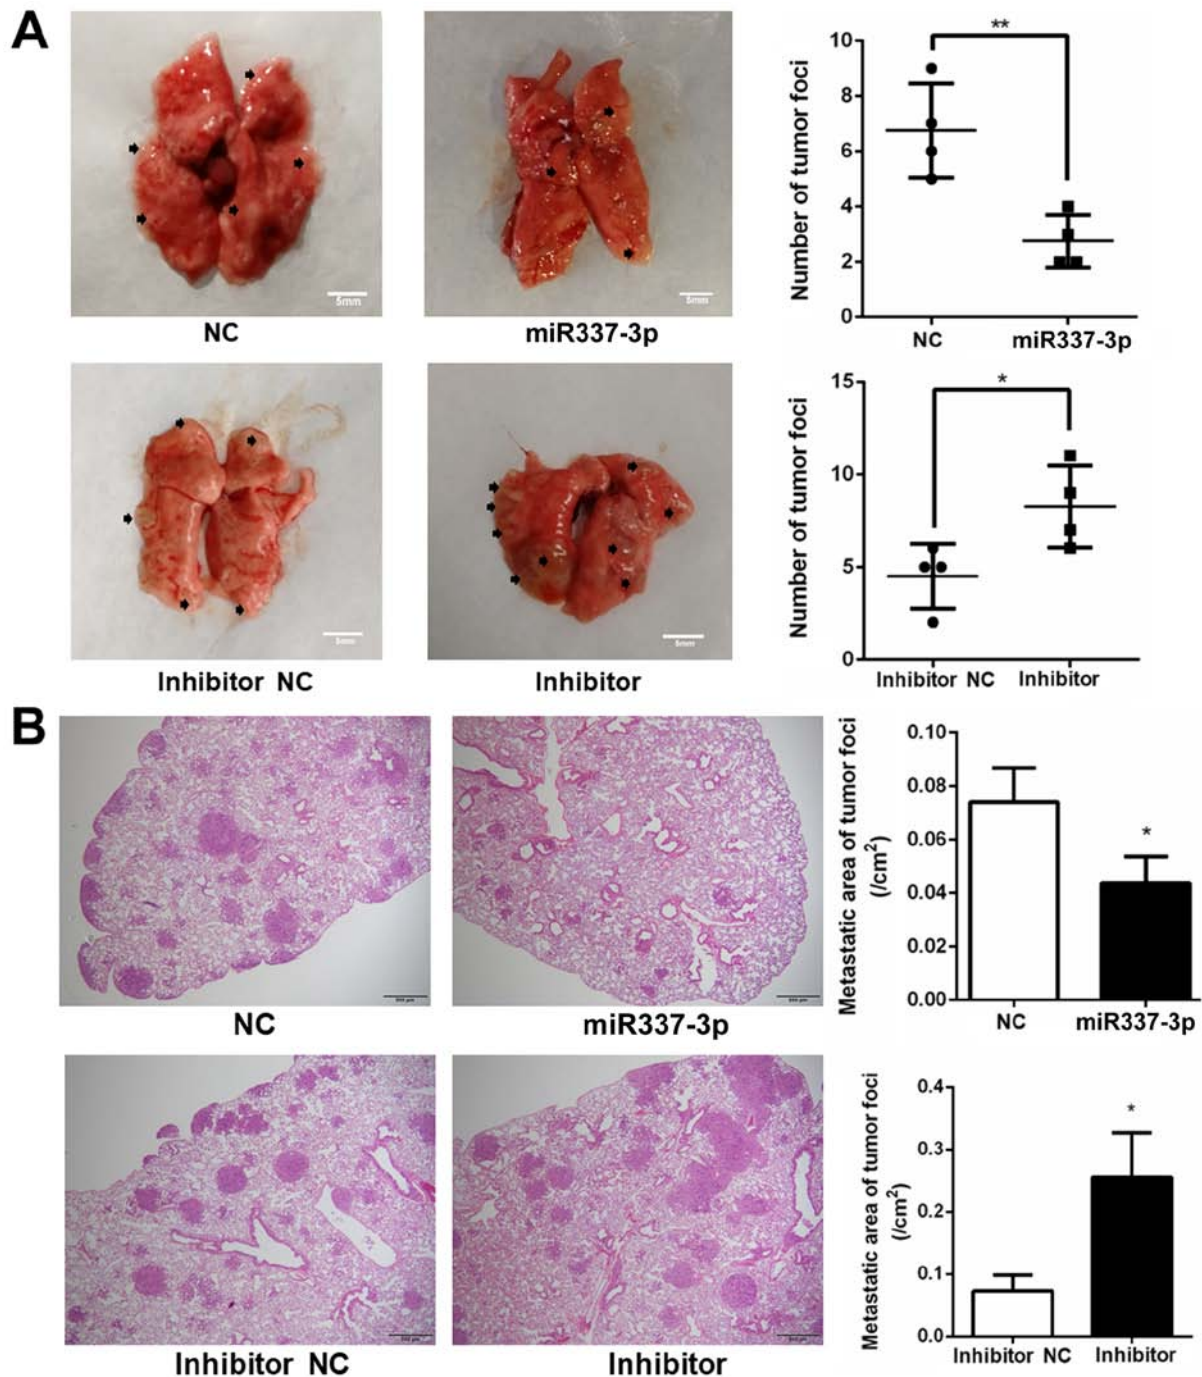 A
5mm
NC
5mm
miR337-3p
**
Number of tumor foci
10
8
6
4
2
0
NC
miR337-3p
5mm
Inhibitor NC
5mm
Inhibitor
*
Number of tumor foci
15
10
5
0
Inhibitor NC
Inhibitor
B
NC
miR337-3p
*
Metastatic area of tumor foci
(/cm²)
0.10
0.08
0.06
0.04
0.02
0.00
NC
miR337-3p
Inhibitor NC
Inhibitor
*
Metastatic area of tumor foci
(/cm²)
0.4
0.3
0.2
0.1
0.0
Inhibitor NC
Inhibitor